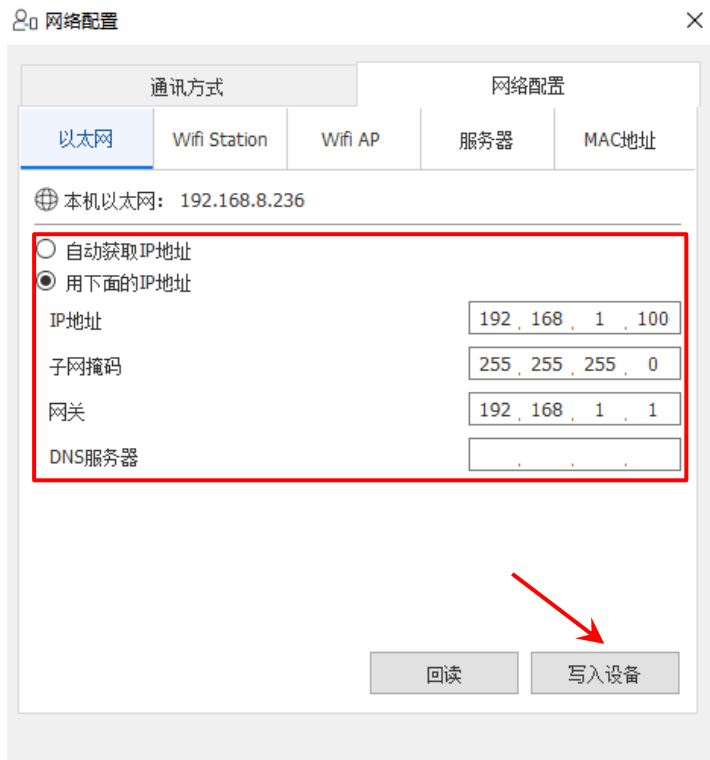 网络配置
通讯方式 网络配置
以太网 Wifi Station Wifi AP 服务器 MAC地址
本机以太网: 192.168.8.236
自动获取IP地址
用下面的IP地址
IP地址 192 . 168 . 1 . 100
子网掩码 255 . 255 . 255 . 0
网关 192 . 168 . 1 . 1
DNS服务器 . . .
回读 写入设备